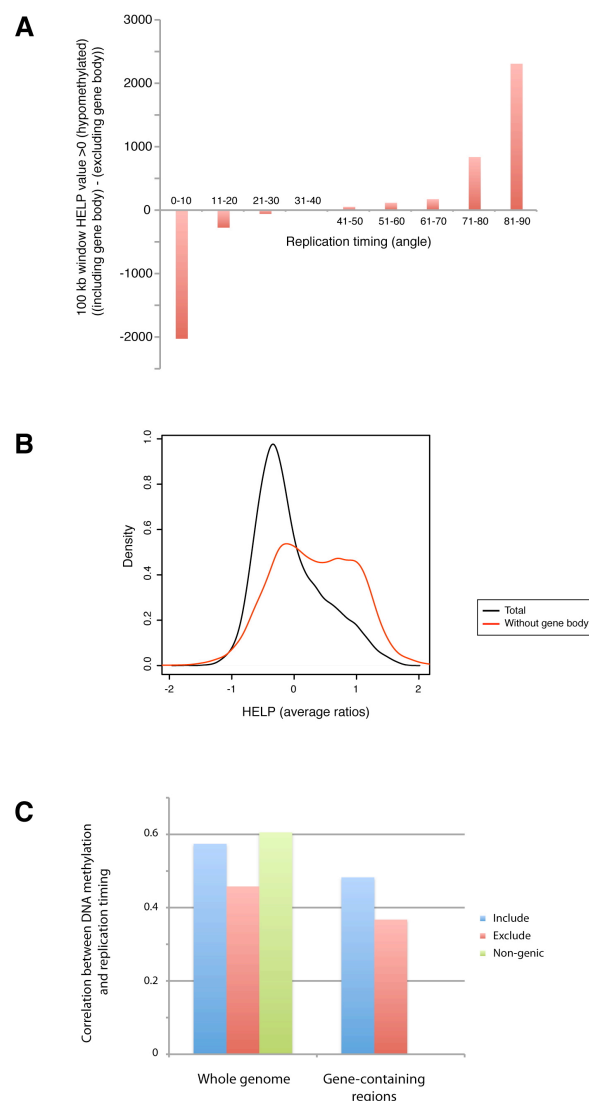 A
100 kb window HELP value >0 (hypomethylated)
((including gene body) - (excluding gene body))
3000
2000
1000
0
-1000
-2000
0-10
11-20
21-30
31-40
41-50
51-60
61-70
71-80
81-90
Replication timing (angle)
B
Density
1.0
0.8
0.6
0.4
0.2
0.0
-2
-1
0
1
2
HELP (average ratios)
Total
Without gene body
C
Correlation between DNA methylation
and replication timing
0.6
0.4
0.2
0
Include
Exclude
Non-genic
Whole genome
Gene-containing
regions